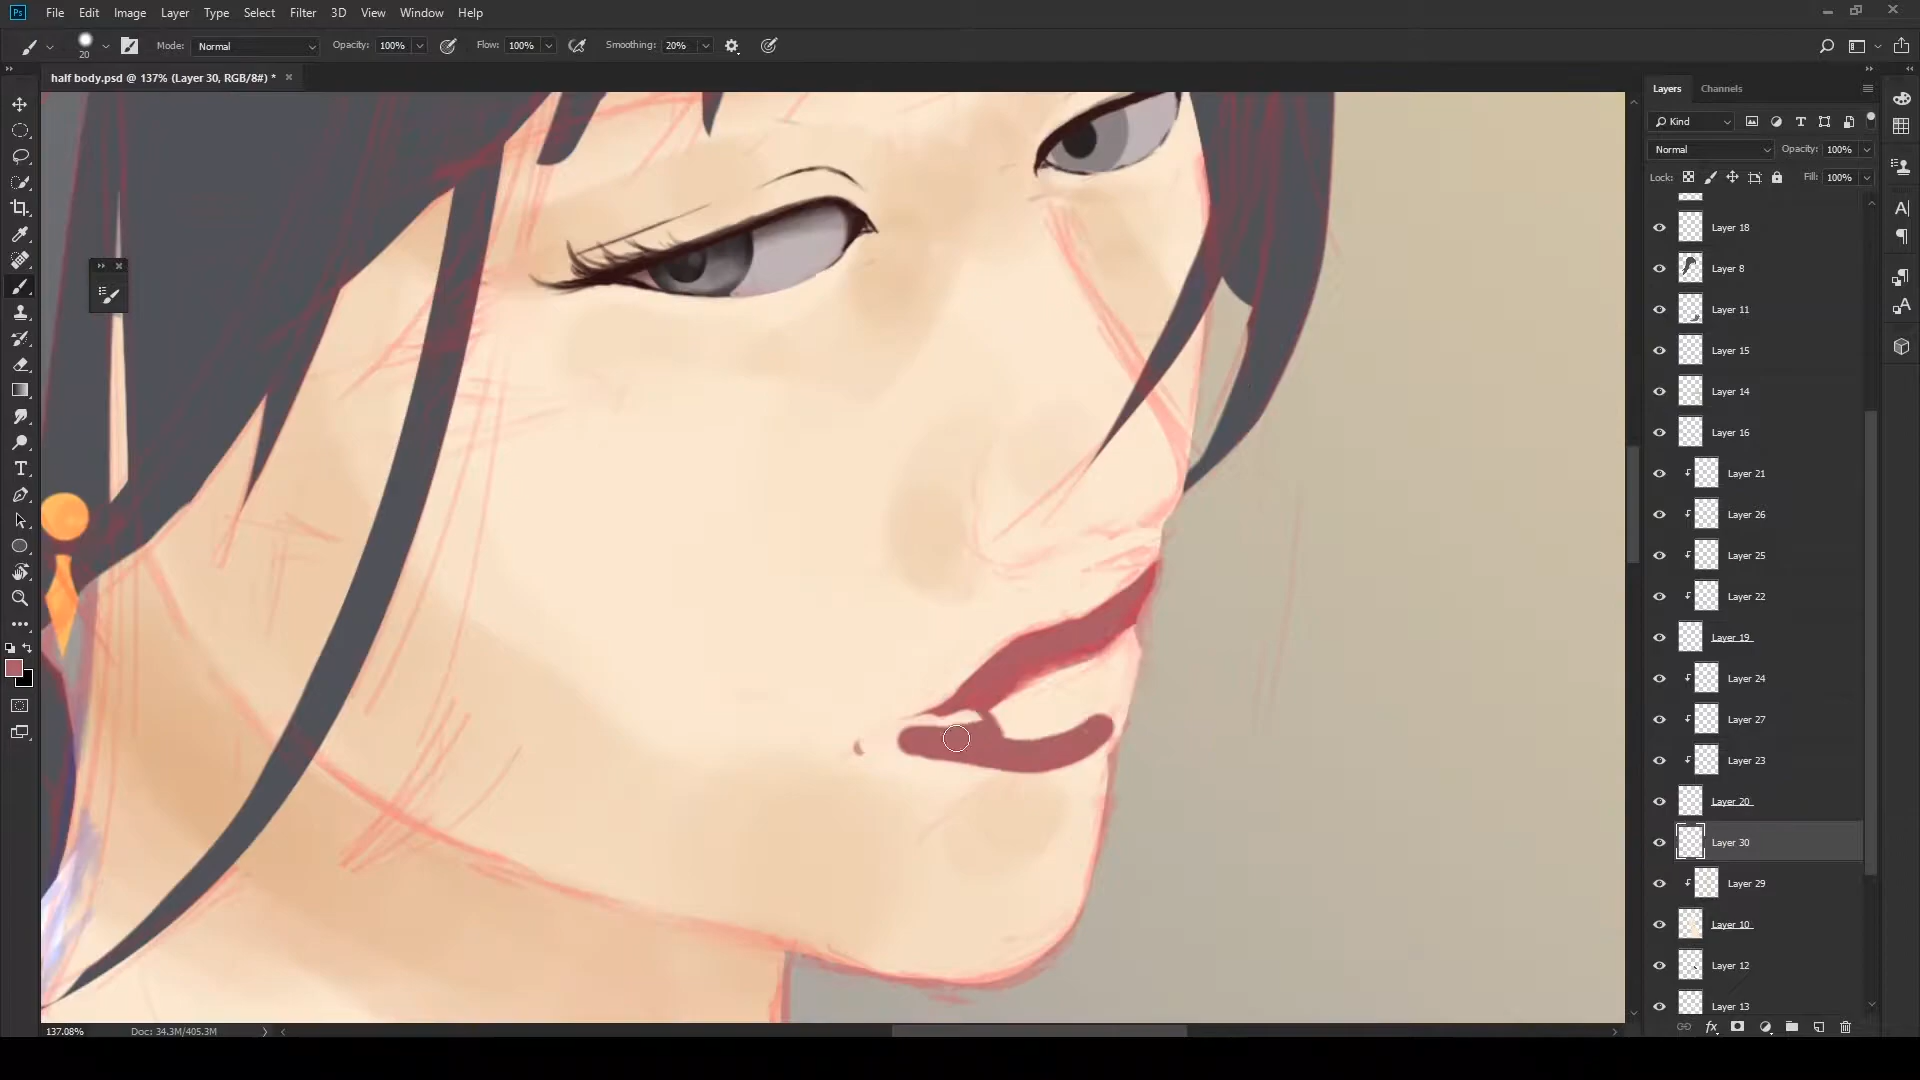 Ps File Edit Image Layer Type Select Filter 3D View Window Help
20 Mode: Normal Opacity: 100% Flow: 100% Smoothing: 20%
half body.psd @ 137% (Layer 30, RGB/8#) *
Layers Channels
Kind
Normal Opacity: 100%
Lock: Fill: 100%
Layer 18
Layer 8
Layer 11
Layer 15
Layer 14
Layer 16
Layer 21
Layer 26
Layer 25
Layer 22
Layer 19
Layer 24
Layer 27
Layer 23
Layer 20
Layer 30
Layer 29
Layer 10
Layer 12
Layer 13
137.08% Doc: 34.3M/405.3M